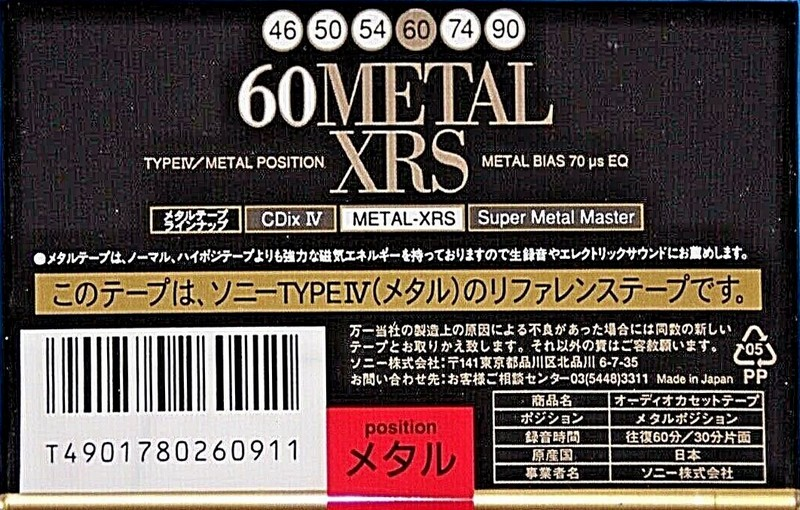 46 50 54 60 74 90
60METAL
XRS
TYPEⅣ/METAL POSITION
METAL BIAS 70 μs EQ
メタルテープ
ラインナップ
CDix Ⅳ
METAL-XRS
Super Metal Master
●メタルテープは、ノーマル、ハイポジテープよりも強力な磁気エネルギーを持っておりますので生録音やエレクトリックサウンドにお薦めします。
このテープは、ソニーTYPEⅣ(メタル)のリファレンステープです。
万一当社の製造上の原因による不良があった場合には同数の新しい
テープとお取りかえ致します。それ以外の責はご容赦願います。
ソニー株式会社:〒141東京都品川区北品川 6-7-35
お問い合わせ先:お客様ご相談センター03(5448)3311 Made in Japan
05
PP
T4901780260911
position
メタル
商品名 オーディオカセットテープ
ポジション メタルポジション
録音時間 往復60分/30分片面
原産国 日本
事業者名 ソニー株式会社